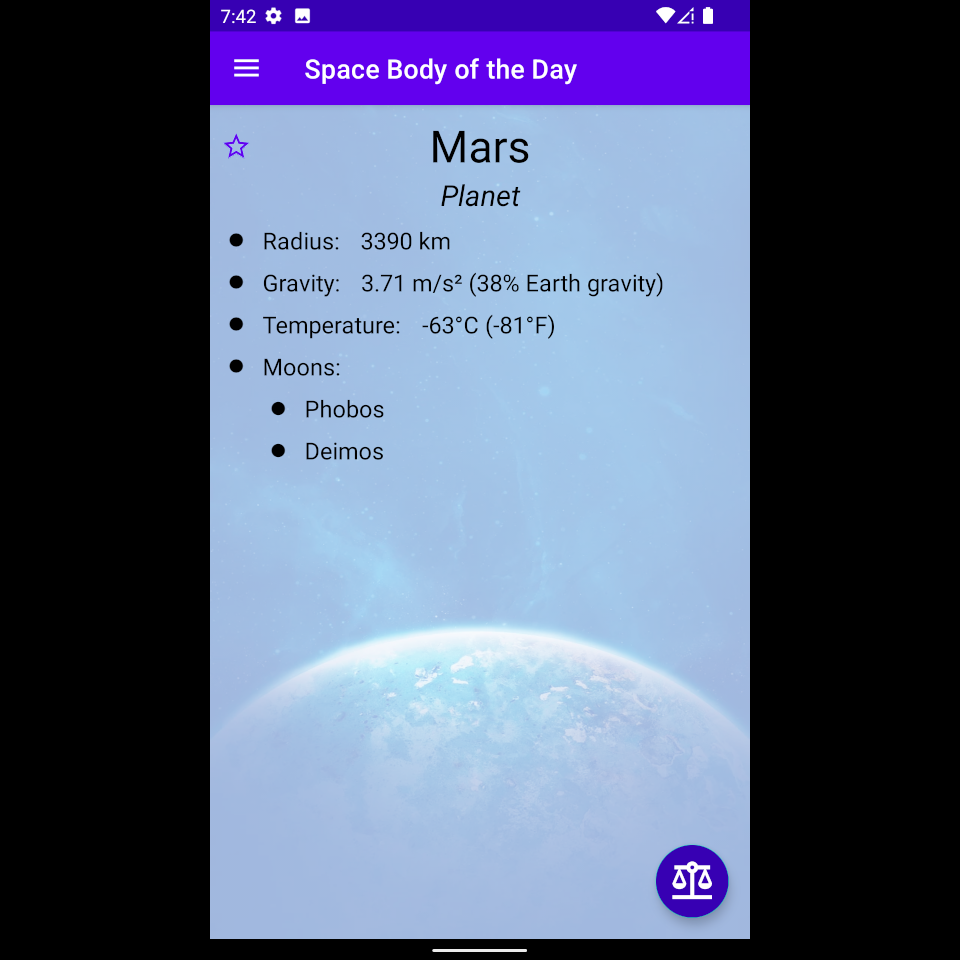 7:42
Space Body of the Day
Mars
Planet
Radius: 3390 km
Gravity: 3.71 m/s² (38% Earth gravity)
Temperature: -63°C (-81°F)
Moons:
Phobos
Deimos